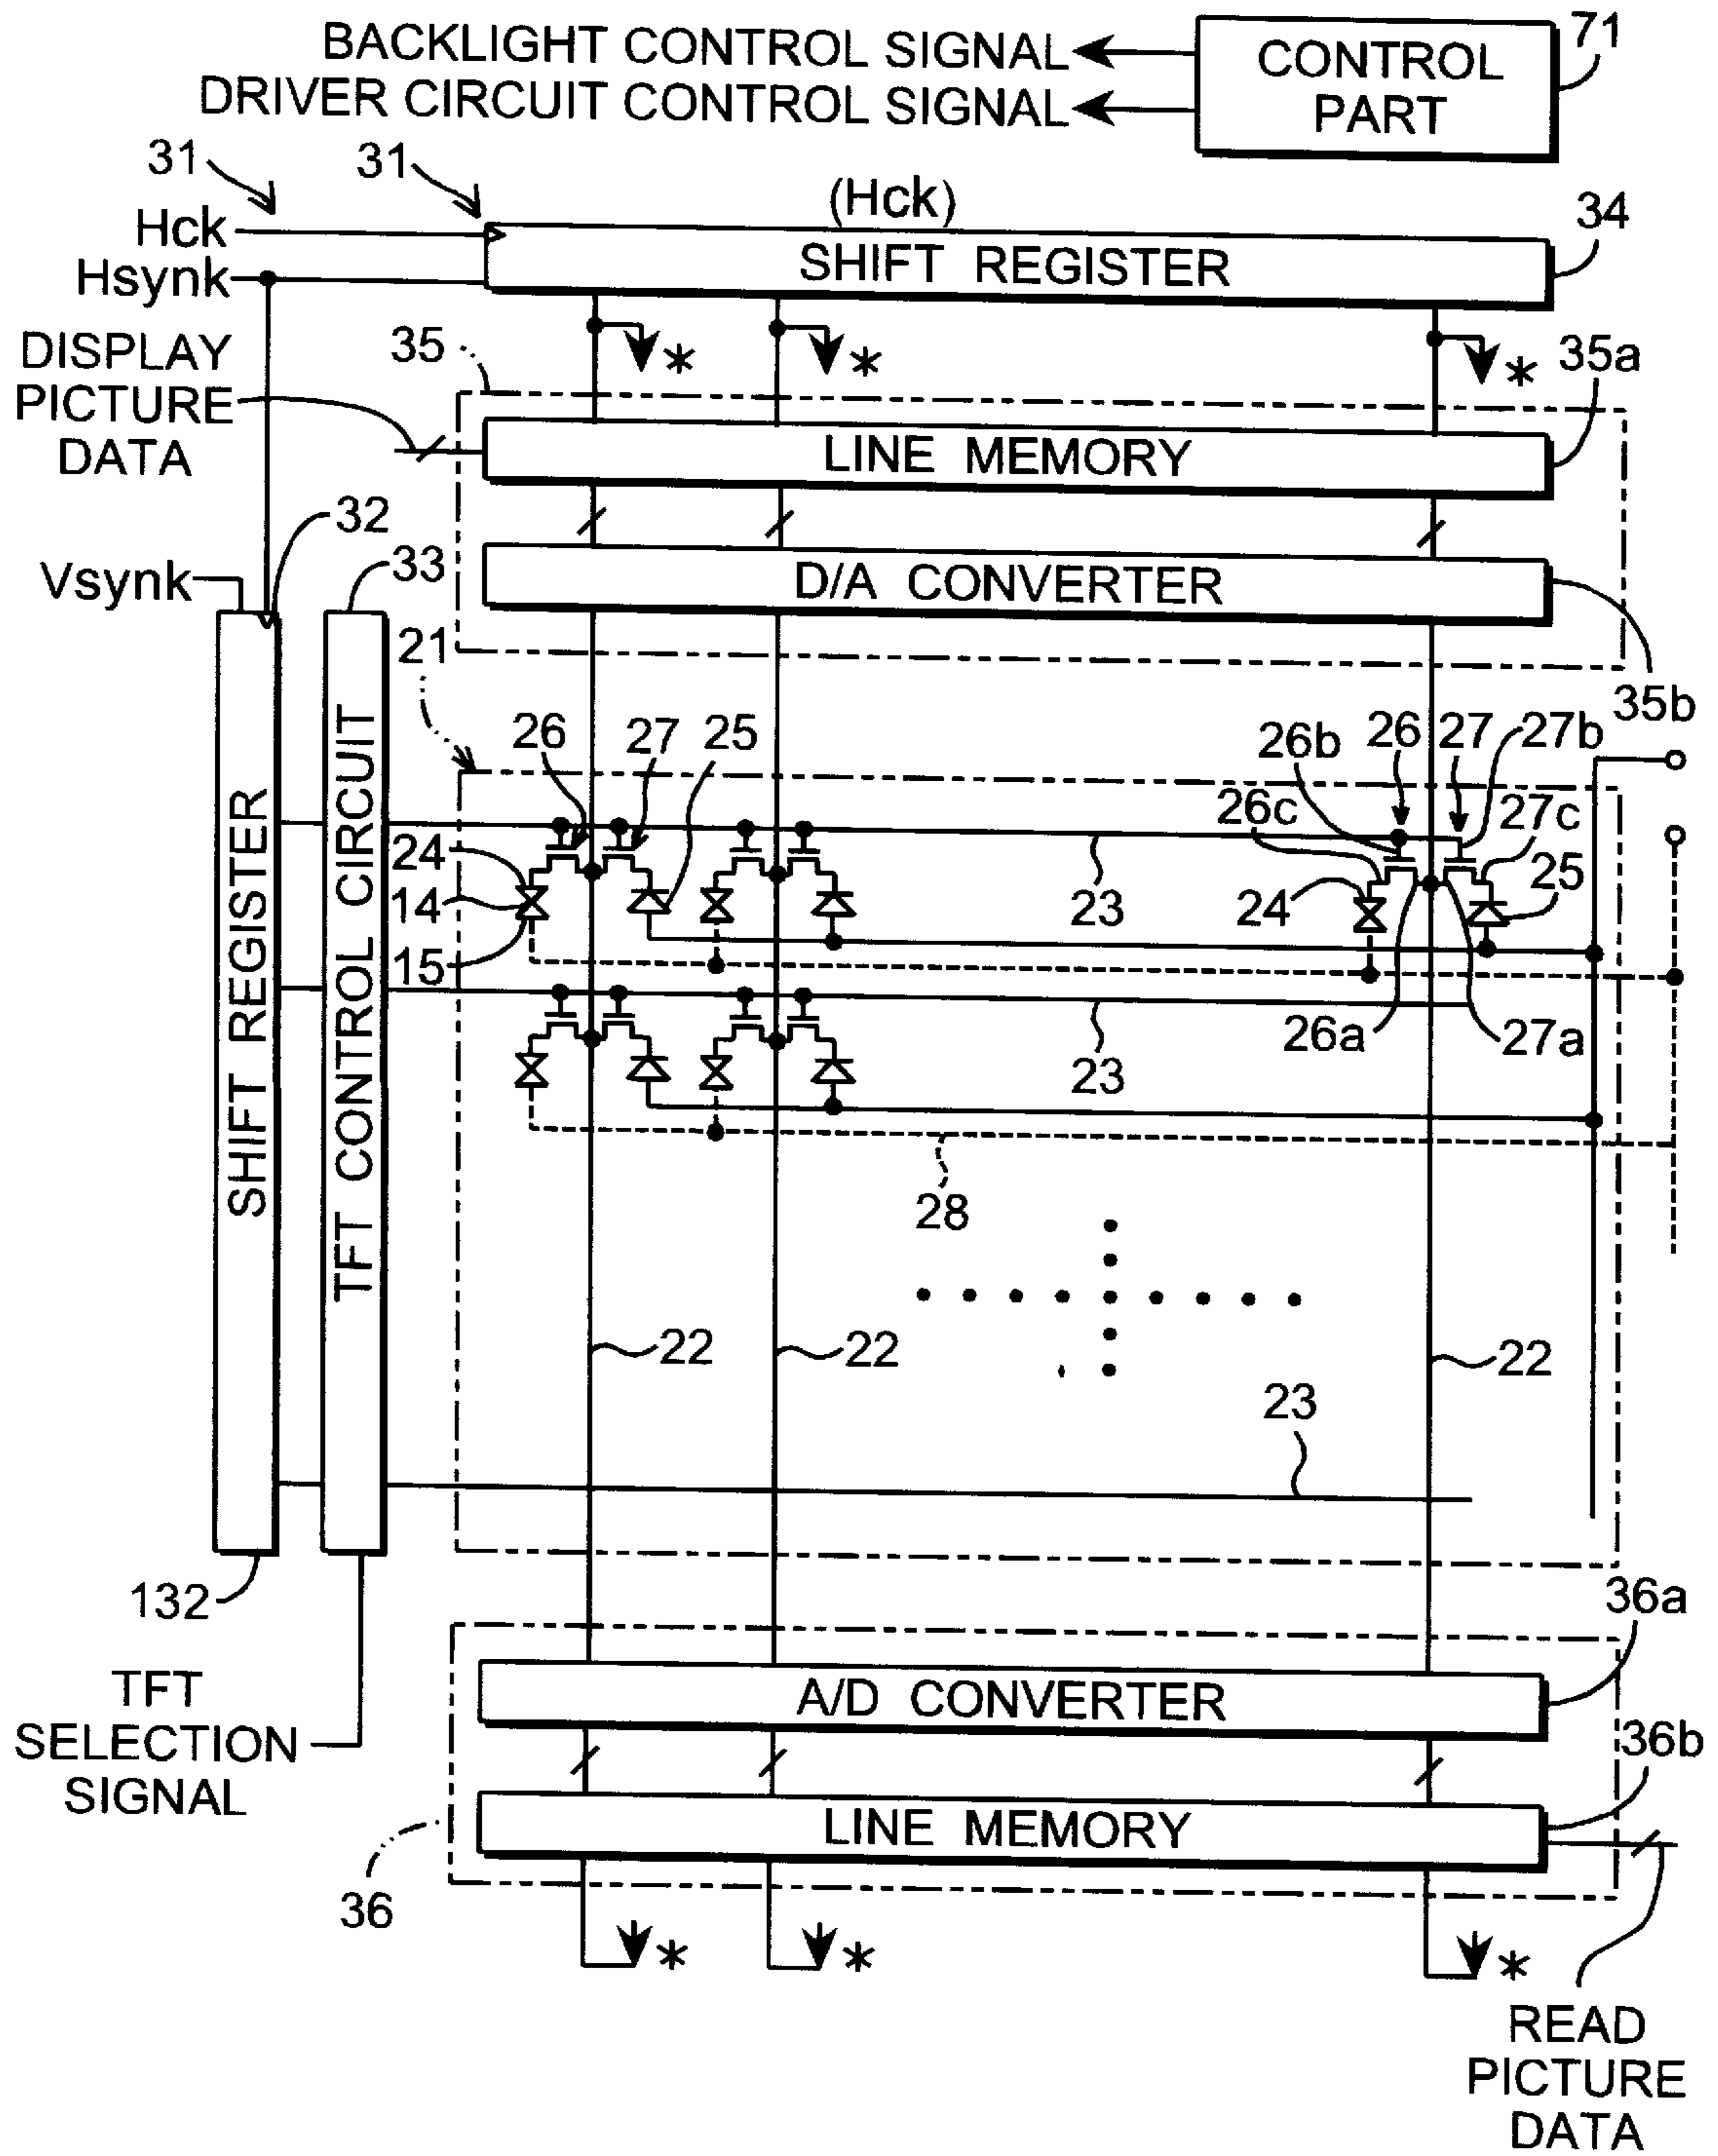 BACKLIGHT CONTROL SIGNAL
DRIVER CIRCUIT CONTROL SIGNAL
CONTROL
PART
71
31
31
(Hck)
34
Hck
Hsynk
SHIFT REGISTER
DISPLAY
PICTURE
DATA
35
*
*
*
35a
LINE MEMORY
32
33
Vsynk
D/A CONVERTER
35b
21
26
27
25
26b
26
27
27b
26c
27c
24
14
15
23
24
25
SHIFT REGISTER
TFT CONTROL CIRCUIT
26a
27a
23
28
22
22
22
23
132
36a
TFT
SELECTION
SIGNAL
A/D CONVERTER
36b
LINE MEMORY
36
*
*
*
READ
PICTURE
DATA